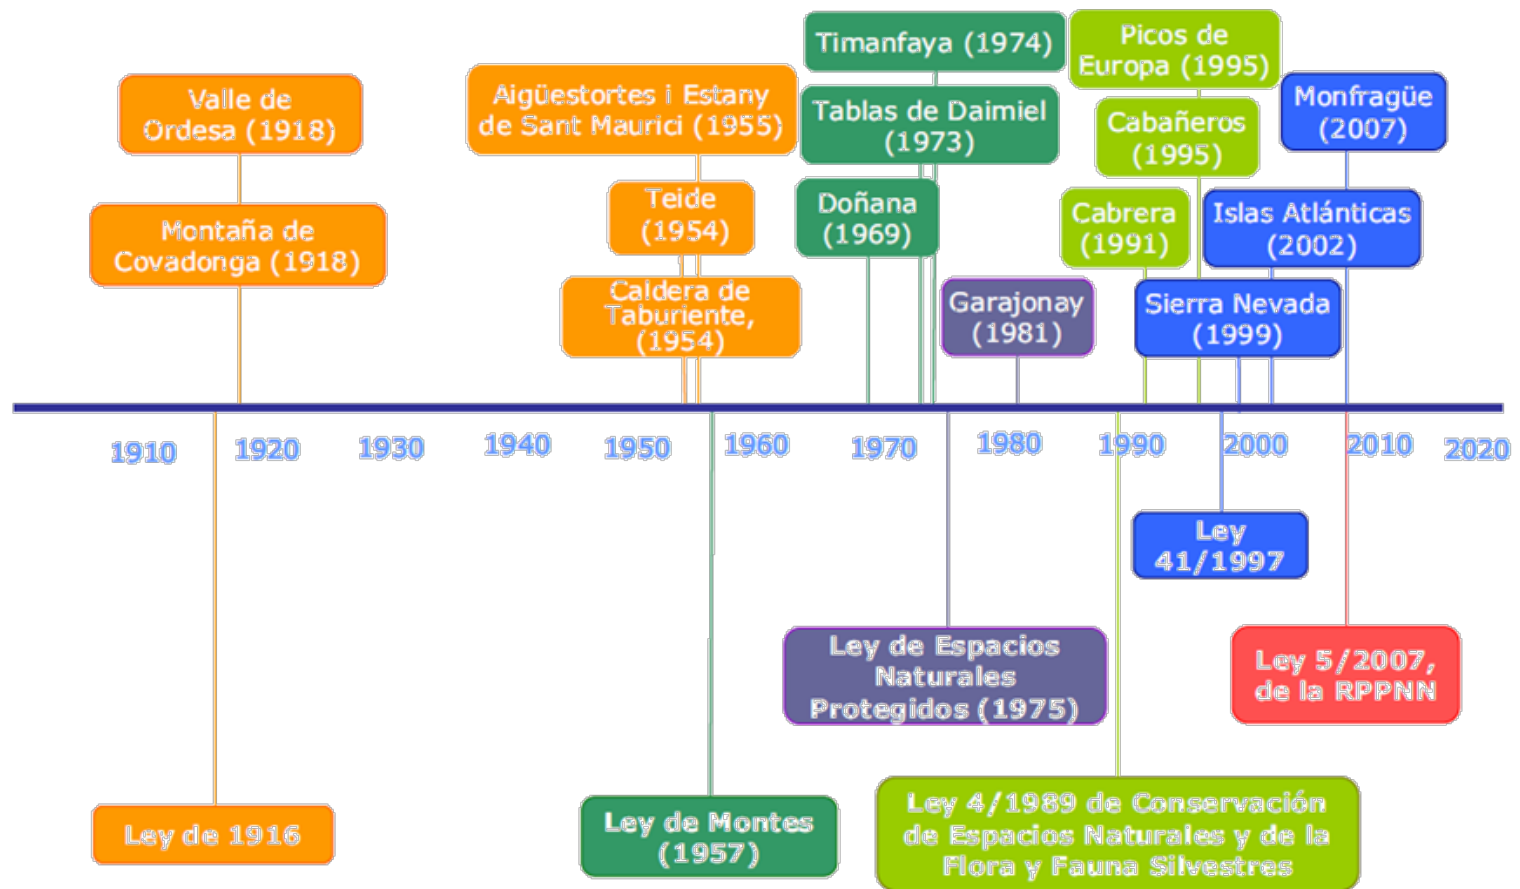 Timanfaya (1974)
Picos de
Europa (1995)
Valle de
Ordesa (1918)
Aigüestortes i Estany
de Sant Maurici (1955)
Tablas de Daimiel
(1973)
Cabañeros
(1995)
Monfragüe
(2007)
Montaña de
Covadonga (1918)
Teide
(1954)
Doñana
(1969)
Cabrera
(1991)
Islas Atlánticas
(2002)
Caldera de
Taburiente,
(1954)
Garajonay
(1981)
Sierra Nevada
(1999)
1910 1920 1930 1940 1950 1960 1970 1980 1990 2000 2010 2020
Ley
41/1997
Ley de Espacios
Naturales
Protegidos (1975)
Ley 5/2007,
de la RPPNN
Ley de 1916
Ley de Montes
(1957)
Ley 4/1989 de Conservación
de Espacios Naturales y de la
Flora y Fauna Silvestres